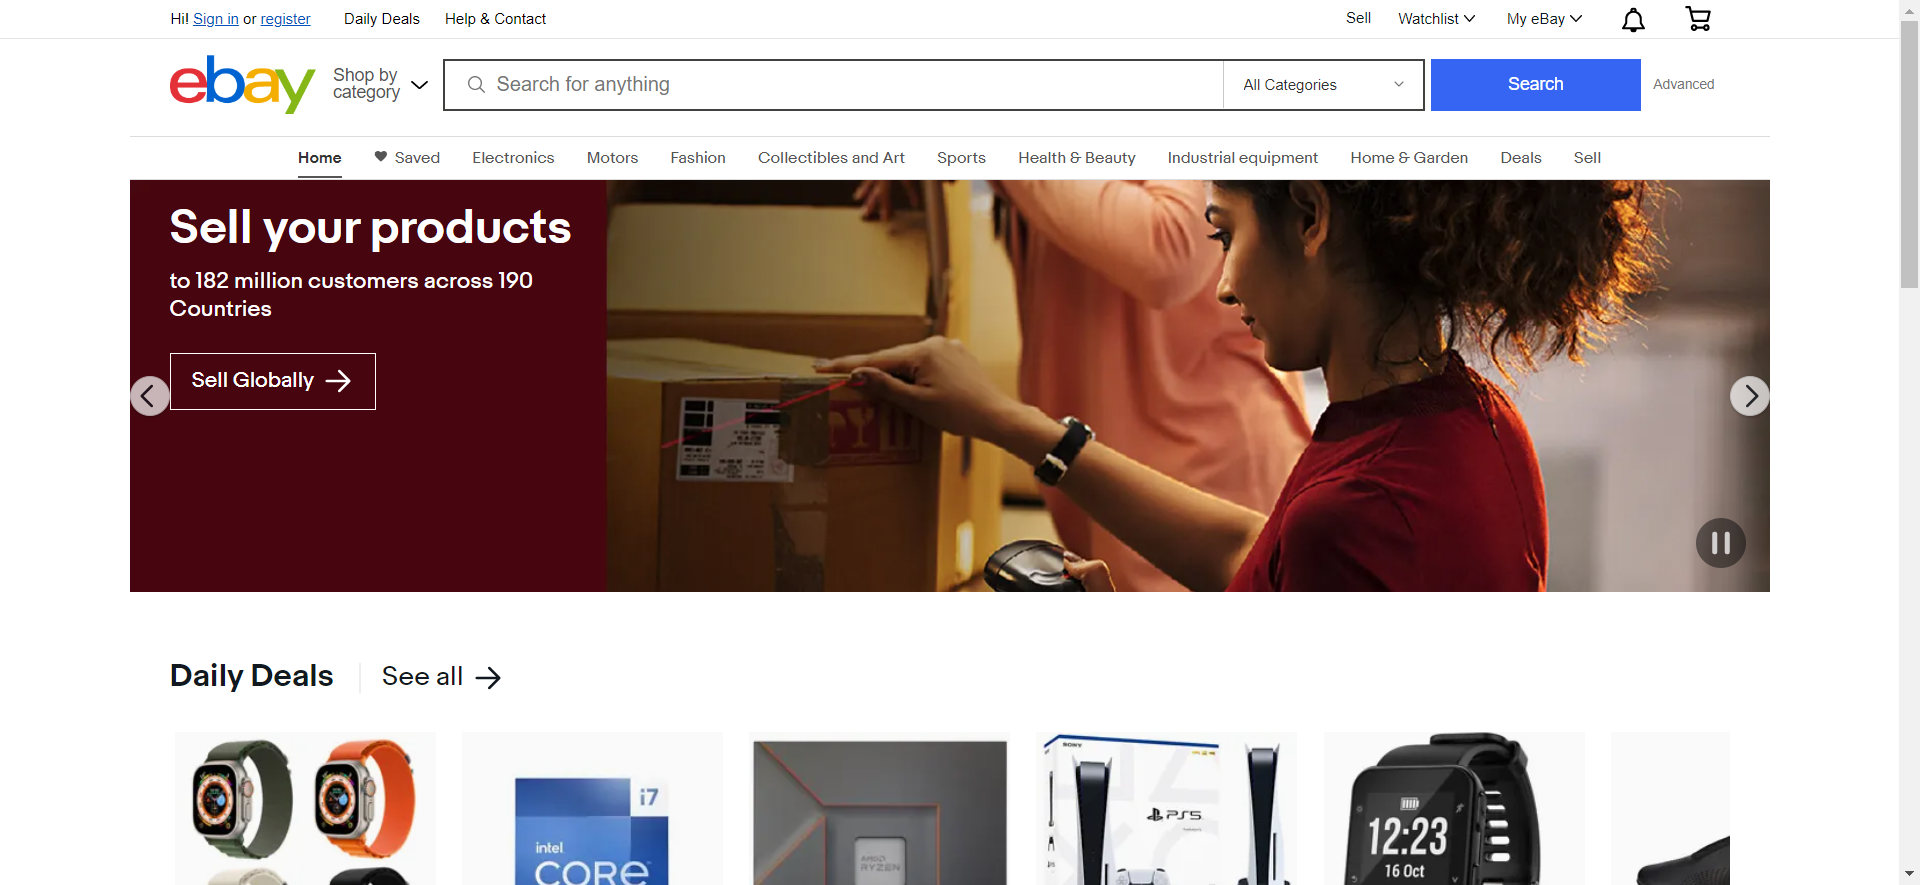 Hi! Sign in or register
Daily Deals
Help & Contact
Sell
Watchlist
My eBay
ebay
Shop by
category
Search for anything
All Categories
Search
Advanced
Home
Saved
Electronics
Motors
Fashion
Collectibles and Art
Sports
Health & Beauty
Industrial equipment
Home & Garden
Deals
Sell
Sell your products
to 182 million customers across 190
Countries
Sell Globally
Daily Deals
See all
i7
intel
CORE
AMD
RYZEN
SONY
PS5
12:23
16 Oct